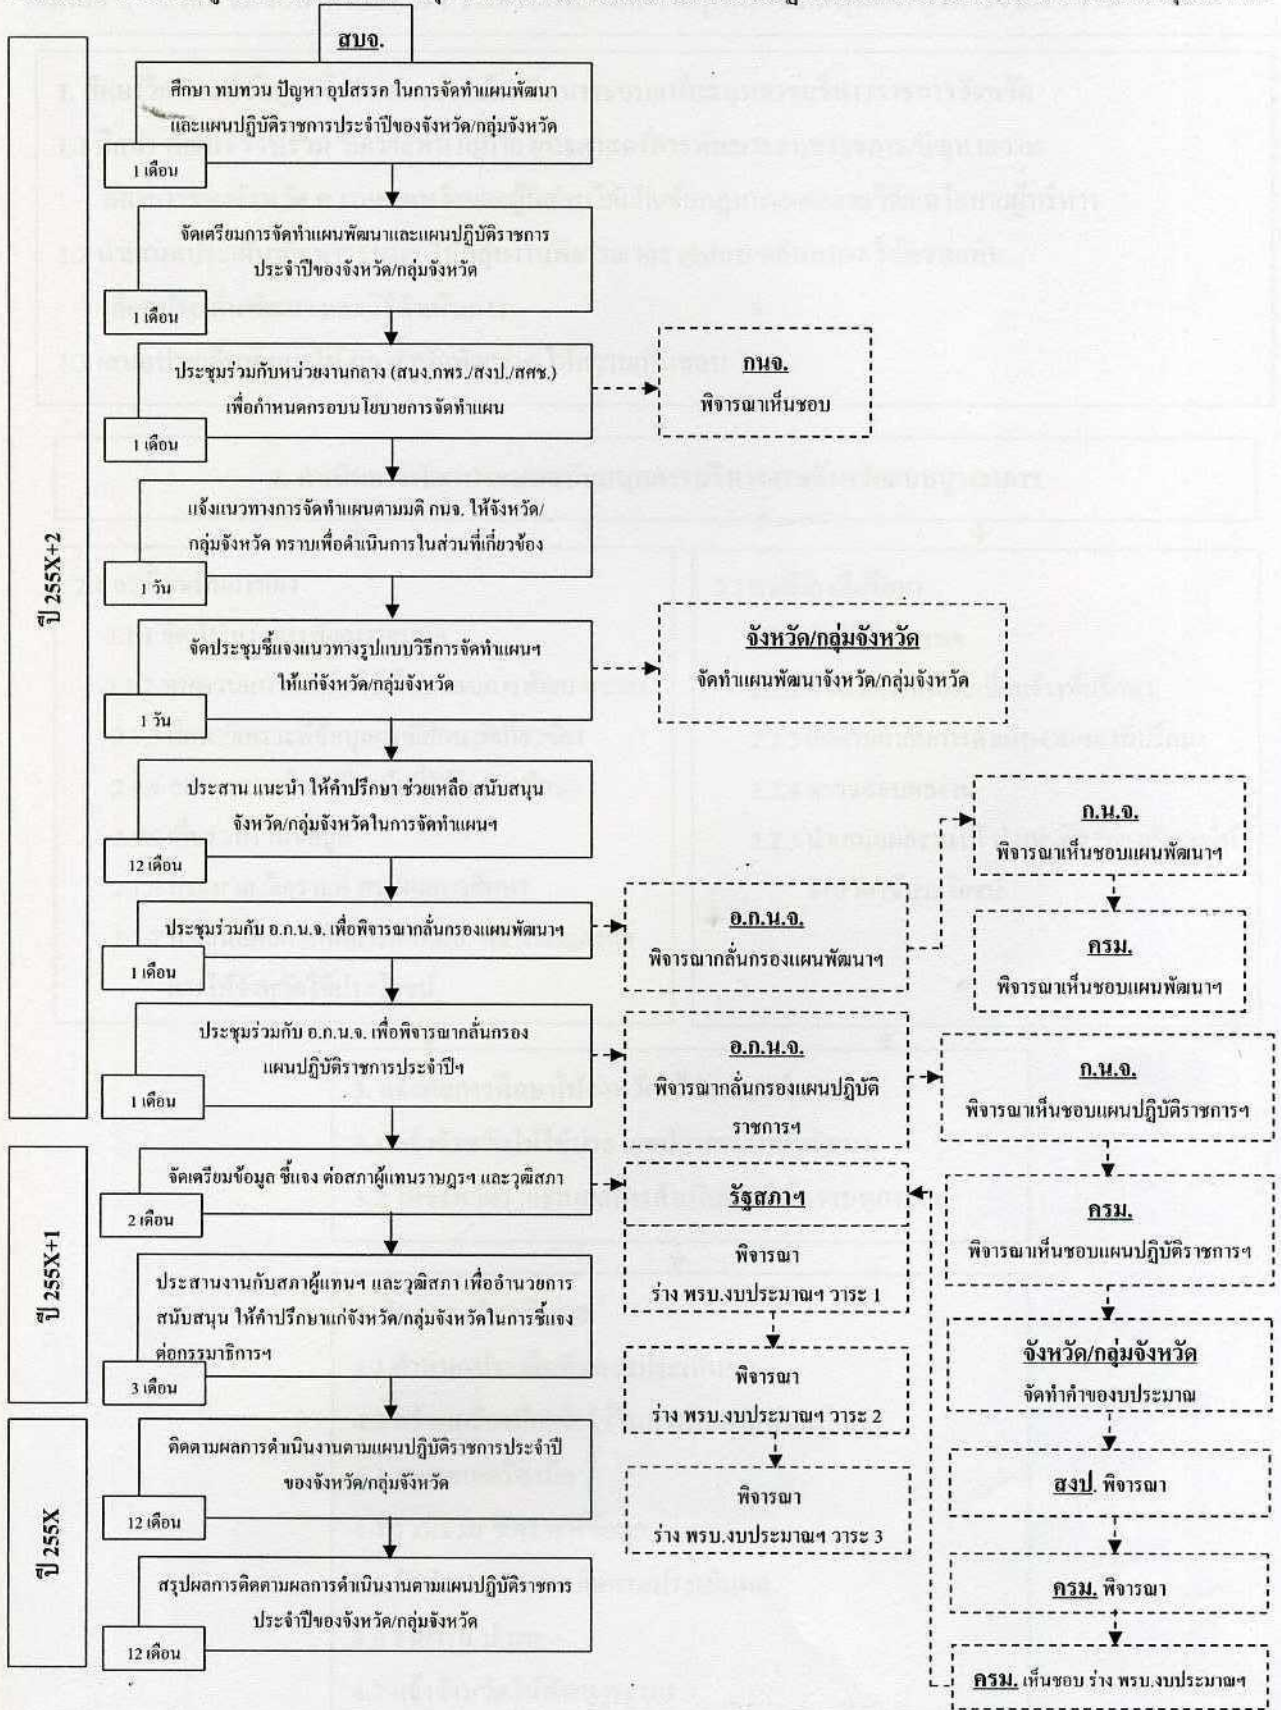 สบจ.
ศึกษา ทบทวน ปัญหา อุปสรรค ในการจัดทำแผนพัฒนา
และแผนปฏิบัติราชการประจำปีของจังหวัด/กลุ่มจังหวัด
1 เดือน
จัดเตรียมการจัดทำแผนพัฒนาและแผนปฏิบัติราชการ
ประจำปีของจังหวัด/กลุ่มจังหวัด
1 เดือน
ประชุมร่วมกับหน่วยงานกลาง (สนง.กพร./สงป./สศช.)
เพื่อกำหนดกรอบนโยบายการจัดทำแผน
1 เดือน
กนจ.
พิจารณาเห็นชอบ
แจ้งแนวทางการจัดทำแผนตามมติ กนจ. ให้จังหวัด/
กลุ่มจังหวัด ทราบเพื่อดำเนินการในส่วนที่เกี่ยวข้อง
1 วัน
ปี 255X+2
จัดประชุมชี้แจงแนวทางรูปแบบวิธีการจัดทำแผนฯ
ให้แก่จังหวัด/กลุ่มจังหวัด
1 วัน
จังหวัด/กลุ่มจังหวัด
จัดทำแผนพัฒนาจังหวัด/กลุ่มจังหวัด
ประสาน แนะนำ ให้คำปรึกษา ช่วยเหลือ สนับสนุน
จังหวัด/กลุ่มจังหวัดในการจัดทำแผนฯ
12 เดือน
ประชุมร่วมกับ อ.ก.น.จ. เพื่อพิจารณากลั่นกรองแผนพัฒนาฯ
1 เดือน
อ.ก.น.จ.
พิจารณากลั่นกรองแผนพัฒนาฯ
ก.น.จ.
พิจารณาเห็นชอบแผนพัฒนาฯ
ครม.
พิจารณาเห็นชอบแผนพัฒนาฯ
ประชุมร่วมกับ อ.ก.น.จ. เพื่อพิจารณากลั่นกรอง
แผนปฏิบัติราชการประจำปีฯ
1 เดือน
อ.ก.น.จ.
พิจารณากลั่นกรองแผนปฏิบัติ
ราชการฯ
ก.น.จ.
พิจารณาเห็นชอบแผนปฏิบัติราชการฯ
ครม.
พิจารณาเห็นชอบแผนปฏิบัติราชการฯ
จังหวัด/กลุ่มจังหวัด
จัดทำคำของบประมาณ
สงป. พิจารณา
ครม. พิจารณา
ครม. เห็นชอบ ร่าง พรบ.งบประมาณฯ
ปี 255X+1
จัดเตรียมข้อมูล ชี้แจง ต่อสภาผู้แทนราษฎรฯ และวุฒิสภา
2 เดือน
รัฐสภาฯ
พิจารณา
ร่าง พรบ.งบประมาณฯ วาระ 1
พิจารณา
ร่าง พรบ.งบประมาณฯ วาระ 2
พิจารณา
ร่าง พรบ.งบประมาณฯ วาระ 3
ประสานงานกับสภาผู้แทนฯ และวุฒิสภา เพื่ออำนวยการ
สนับสนุน ให้คำปรึกษาแก่จังหวัด/กลุ่มจังหวัดในการชี้แจง
ต่อกรรมาธิการฯ
3 เดือน
ปี 255X
ติดตามผลการดำเนินงานตามแผนปฏิบัติราชการประจำปี
ของจังหวัด/กลุ่มจังหวัด
12 เดือน
สรุปผลการติดตามผลการดำเนินงานตามแผนปฏิบัติราชการ
ประจำปีของจังหวัด/กลุ่มจังหวัด
12 เดือน